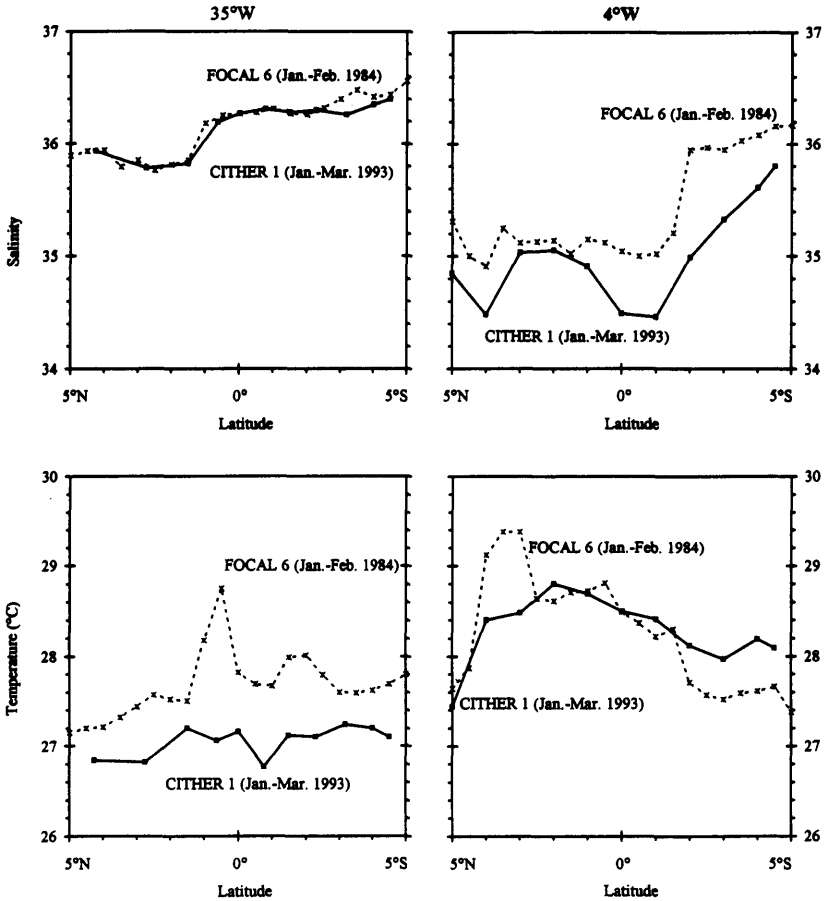 35°W
4°W
37
37
FOCAL 6 (Jan.-Feb. 1984)
FOCAL 6 (Jan.-Feb. 1984)
36
36
CITHER 1 (Jan.-Mar. 1993)
Salinity
35
35
CITHER 1 (Jan.-Mar. 1993)
34
34
5°N
0°
5°S
5°N
0°
5°S
Latitude
Latitude
30
30
29
29
FOCAL 6 (Jan.-Feb. 1984)
FOCAL 6 (Jan.-Feb. 1984)
Temperature (°C)
28
28
CITHER 1 (Jan.-Mar. 1993)
27
27
CITHER 1 (Jan.-Mar. 1993)
26
26
5°N
0°
5°S
5°N
0°
5°S
Latitude
Latitude